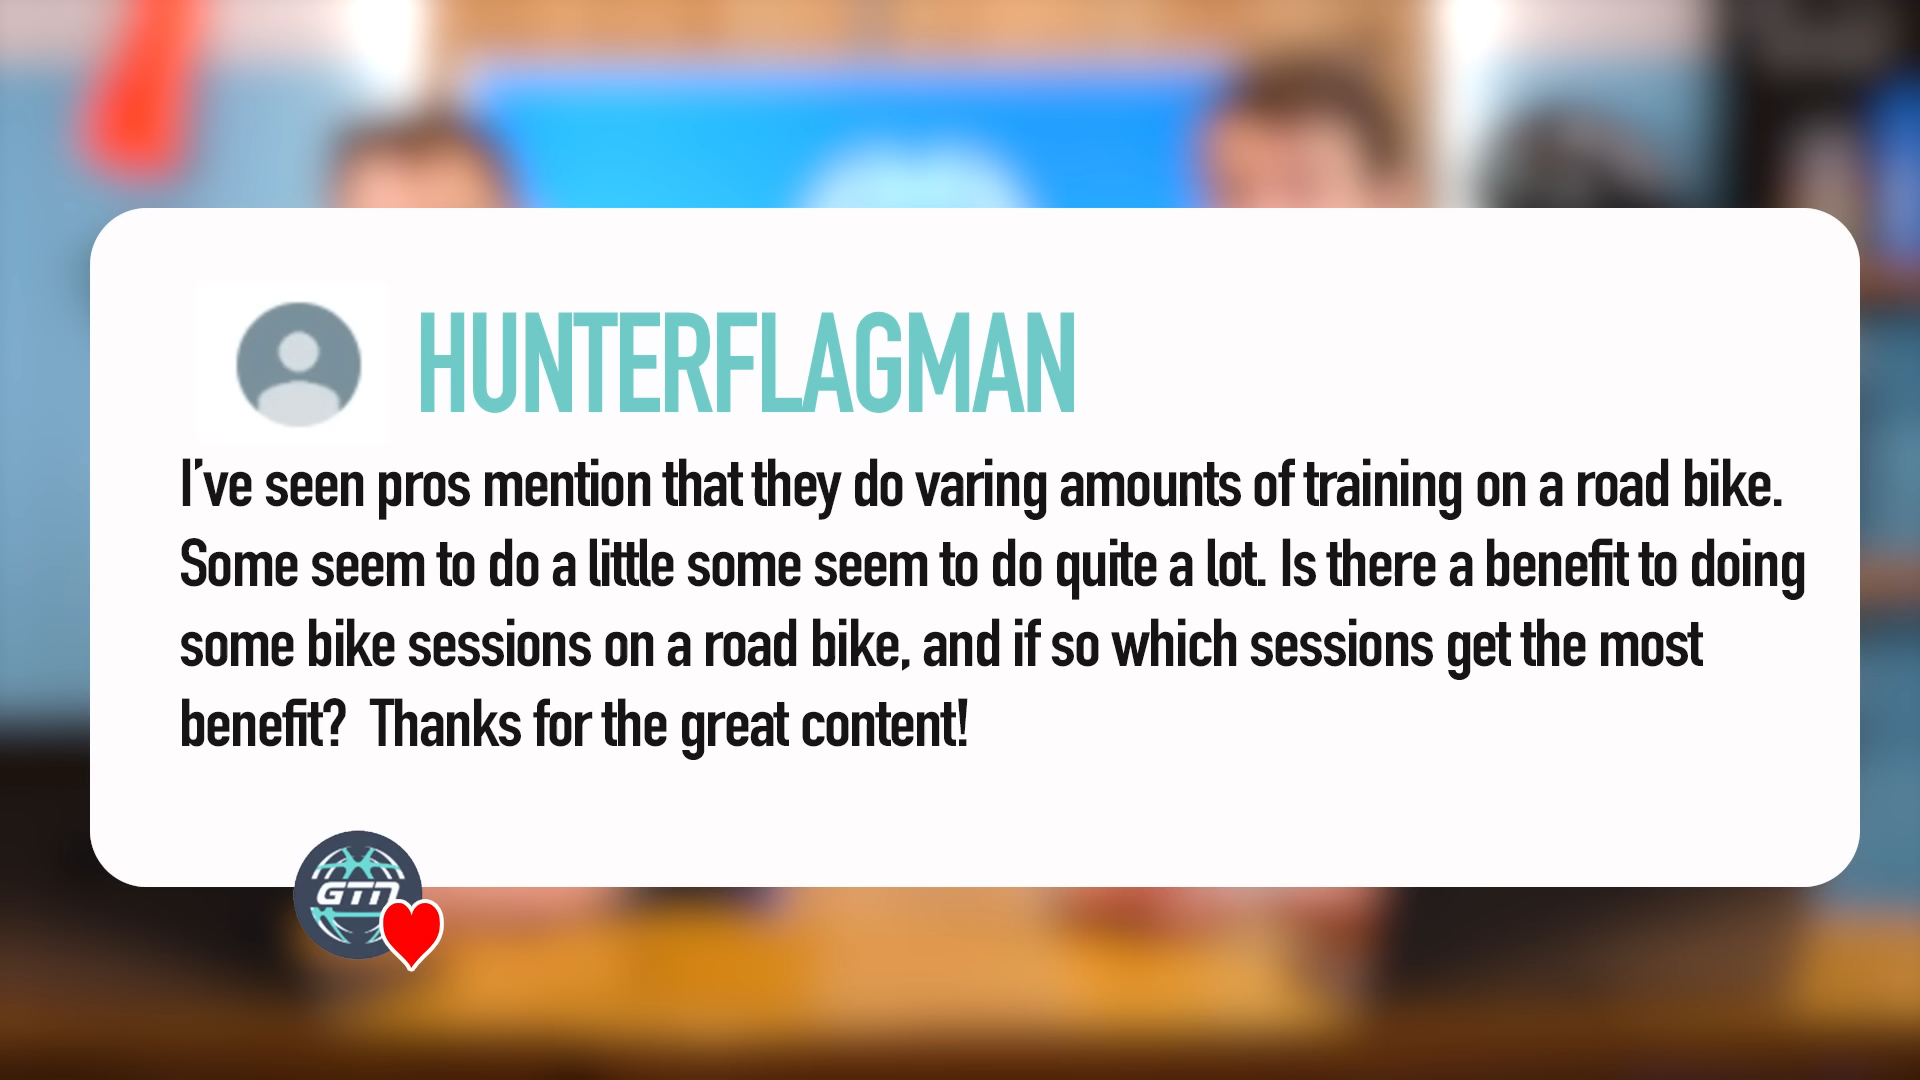 HUNTERFLAGMAN
I've seen pros mention that they do varing amounts of training on a road bike.
Some seem to do a little some seem to do quite a lot. Is there a benefit to doing
some bike sessions on a road bike, and if so which sessions get the most
benefit?  Thanks for the great content!
GTN